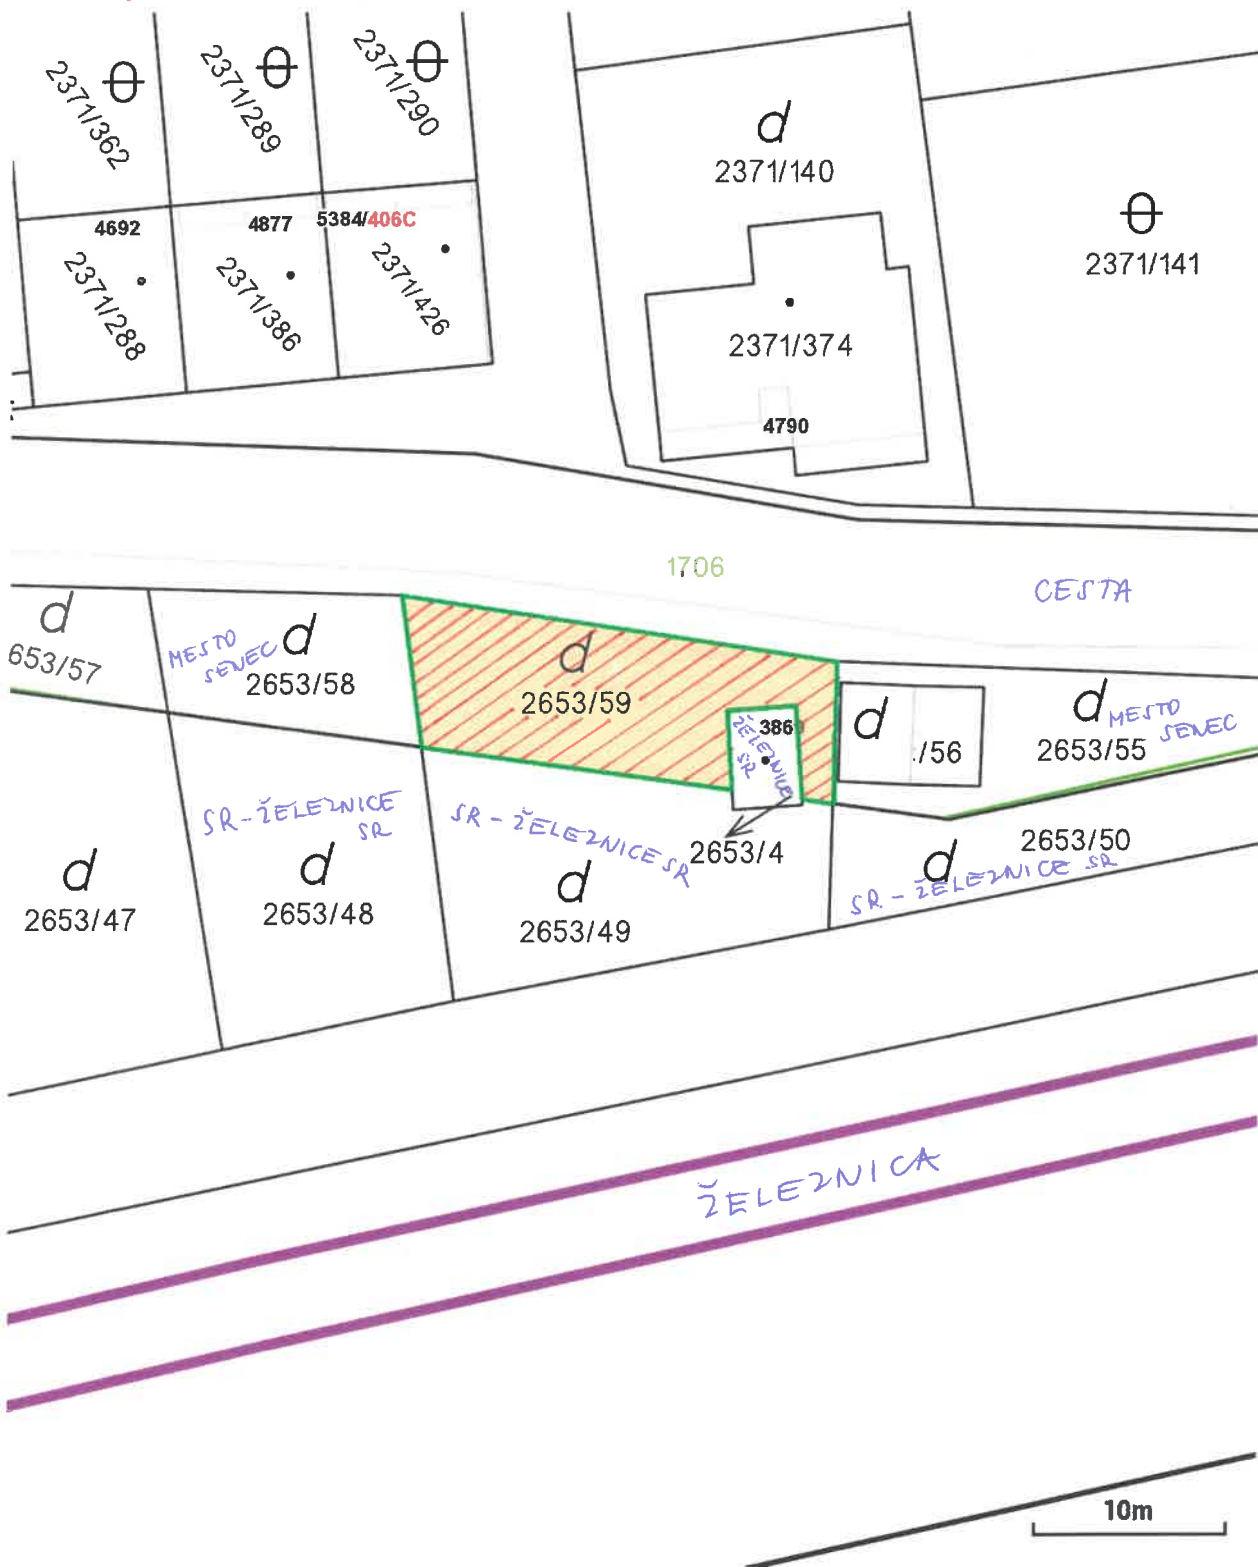 2371/362
2371/289
2371/290
d
2371/140
2371/141
4692
4877
5384/406C
2371/288
2371/386
2371/426
2371/374
4790
1706
CESTA
d
653/57
MESTO
SENEC
d
2653/58
d
2653/59
386
ŽELEZNICE
SR
d
/56
d
MESTO
SENEC
2653/55
SR-ŽELEZNICE
SR
SR-ŽELEZNICE SR
2653/4
2653/50
d
SR-ŽELEZNICE SR
d
2653/47
d
2653/48
d
2653/49
ŽELEZNICA
10m